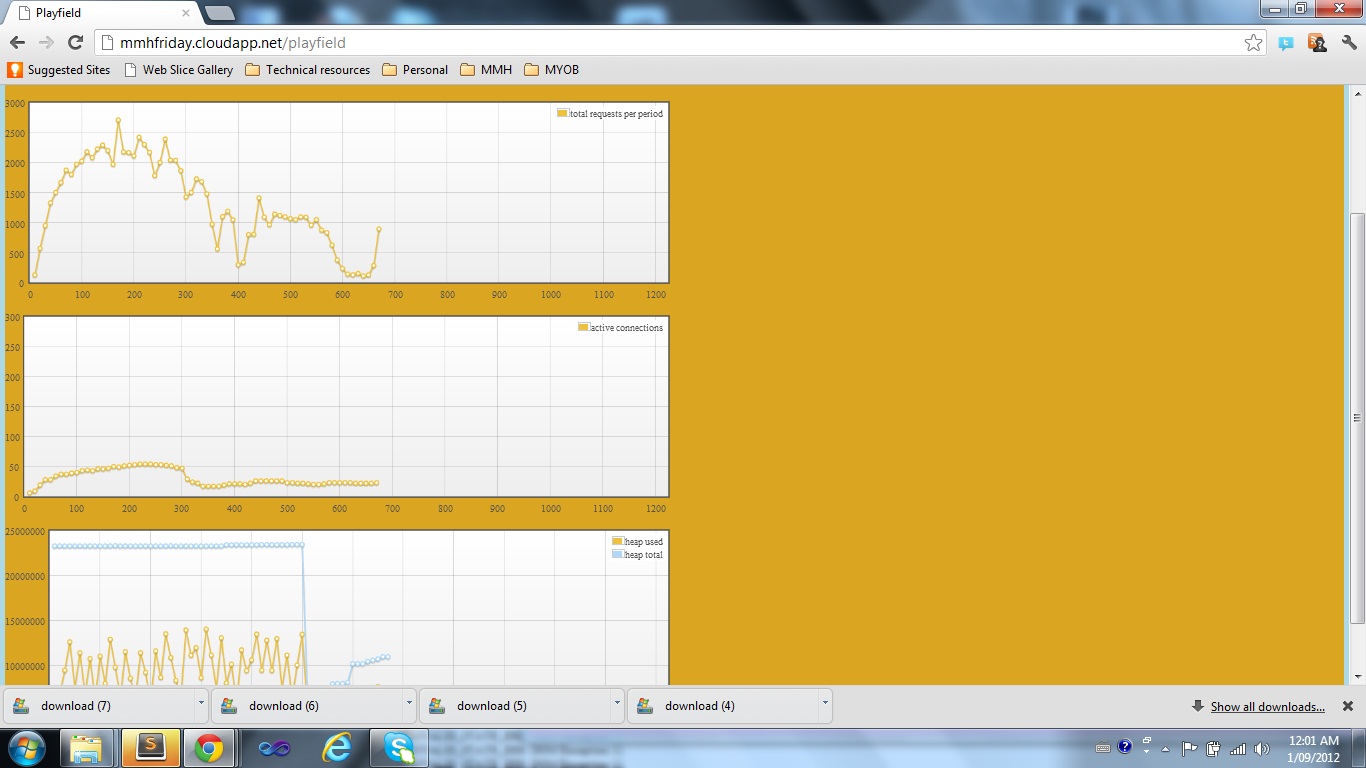 Playfield
mmhfriday.cloudapp.net/playfield
Suggested Sites Web Slice Gallery Technical resources Personal MMH MYOB
3000
2500
2000
1500
1000
500
0
total requests per period
0 100 200 300 400 500 600 700 800 900 1000 1100 1200
300
250
200
150
100
50
0
active connections
0 100 200 300 400 500 600 700 800 900 1000 1100 1200
25000000
20000000
15000000
10000000
heap used
heap total
download (7) download (6) download (5) download (4) Show all downloads...
12:01 AM
1/09/2012